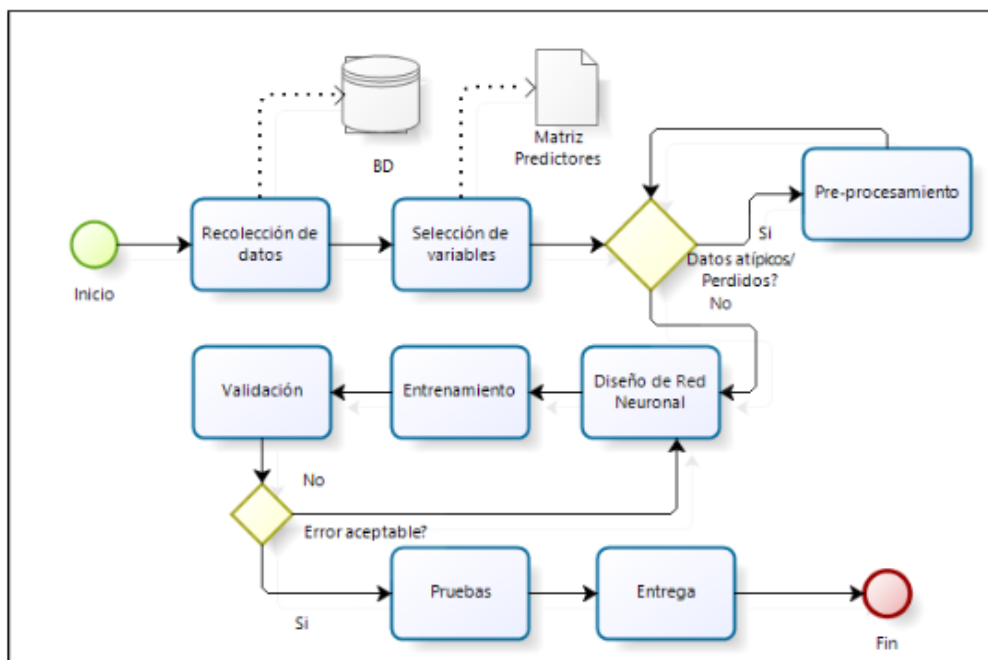 BD
Matriz
Predictores
Inicio
Recolección de
datos
Selección de
variables
Si
Datos atípicos/
Perdidos?
No
Pre-procesamiento
Validación
Entrenamiento
Diseño de Red
Neuronal
No
Error aceptable?
Si
Pruebas
Entrega
Fin